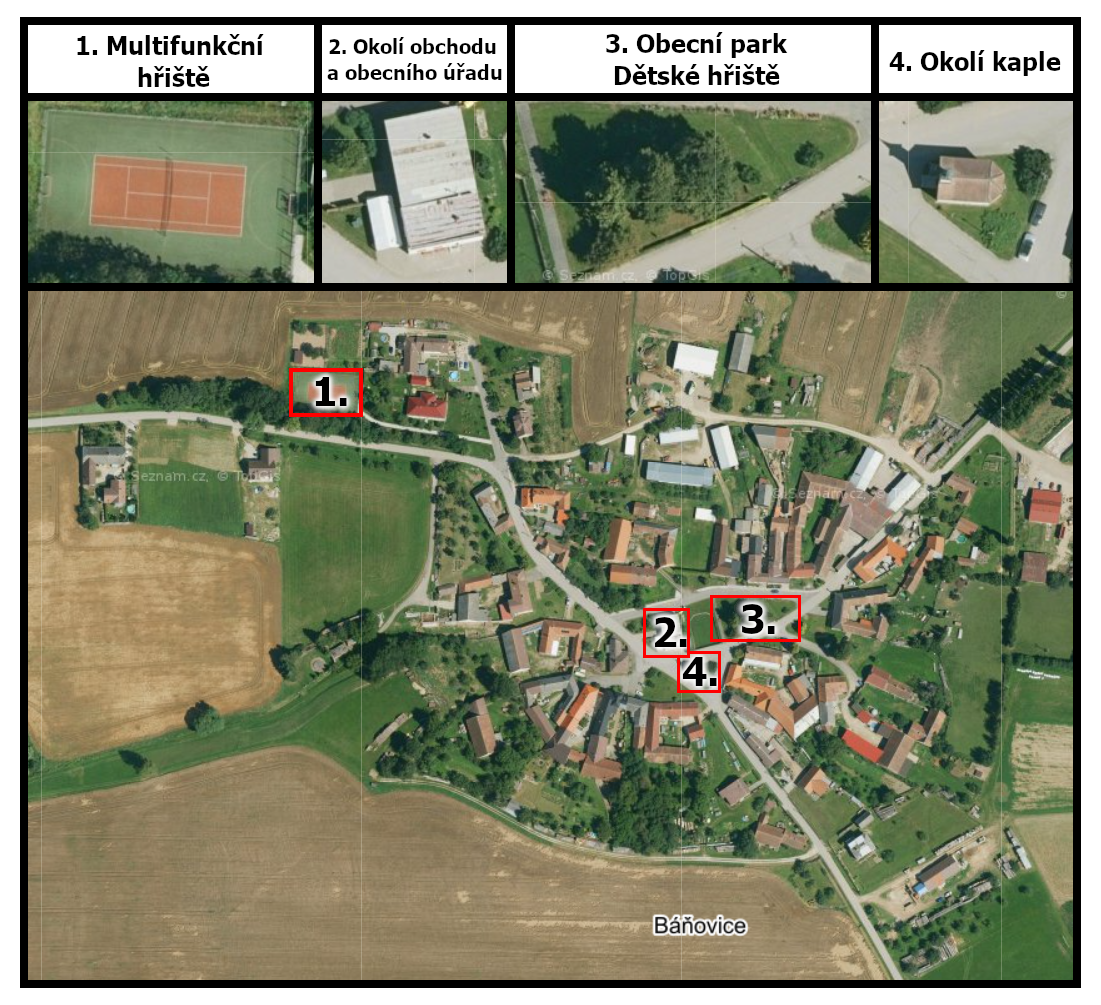 1. Multifunkční
hřiště
2. Okolí obchodu
a obecního úřadu
3. Obecní park
Dětské hřiště
4. Okolí kaple
© Seznam.cz, © TopGis
©
1.
© Seznam.cz, © TopGis
© Seznam.cz, © TopGis
2.
3.
4.
Báňovice